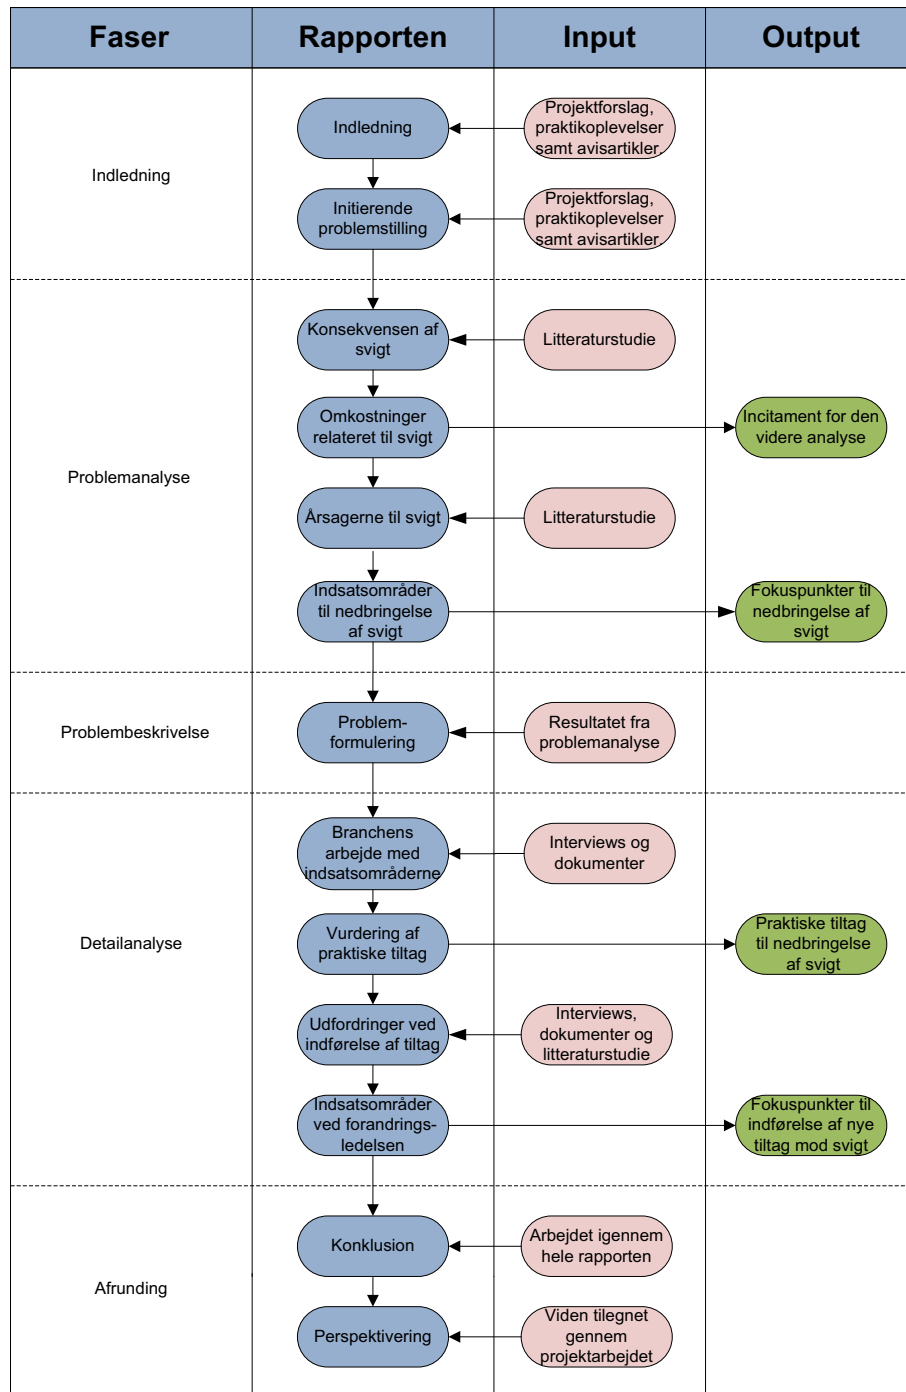 Faser
Rapporten
Input
Output
Indledning
Indledning
Projektforslag,
praktikoplevelser
samt avisartikler.
Initierende
problemstilling
Projektforslag,
praktikoplevelser
samt avisartikler.
Problemanalyse
Konsekvensen af
svigt
Litteraturstudie
Omkostninger
relateret til svigt
Incitament for den
videre analyse
Årsagerne til svigt
Litteraturstudie
Indsatsområder
til nedbringelse
af svigt
Fokuspunkter til
nedbringelse af
svigt
Problembeskrivelse
Problem-
formulering
Resultatet fra
problemanalyse
Detailanalyse
Branchens
arbejde med
indsatsområderne
Interviews og
dokumenter
Vurdering af
praktiske tiltag
Praktiske tiltag
til nedbringelse
af svigt
Udfordringer ved
indførelse af tiltag
Interviews,
dokumenter og
litteraturstudie
Indsatsområder
ved forandrings-
ledelsen
Fokuspunkter til
indførelse af nye
tiltag mod svigt
Afrunding
Konklusion
Arbejdet igennem
hele rapporten
Perspektivering
Viden tilegnet
gennem
projektarbejdet